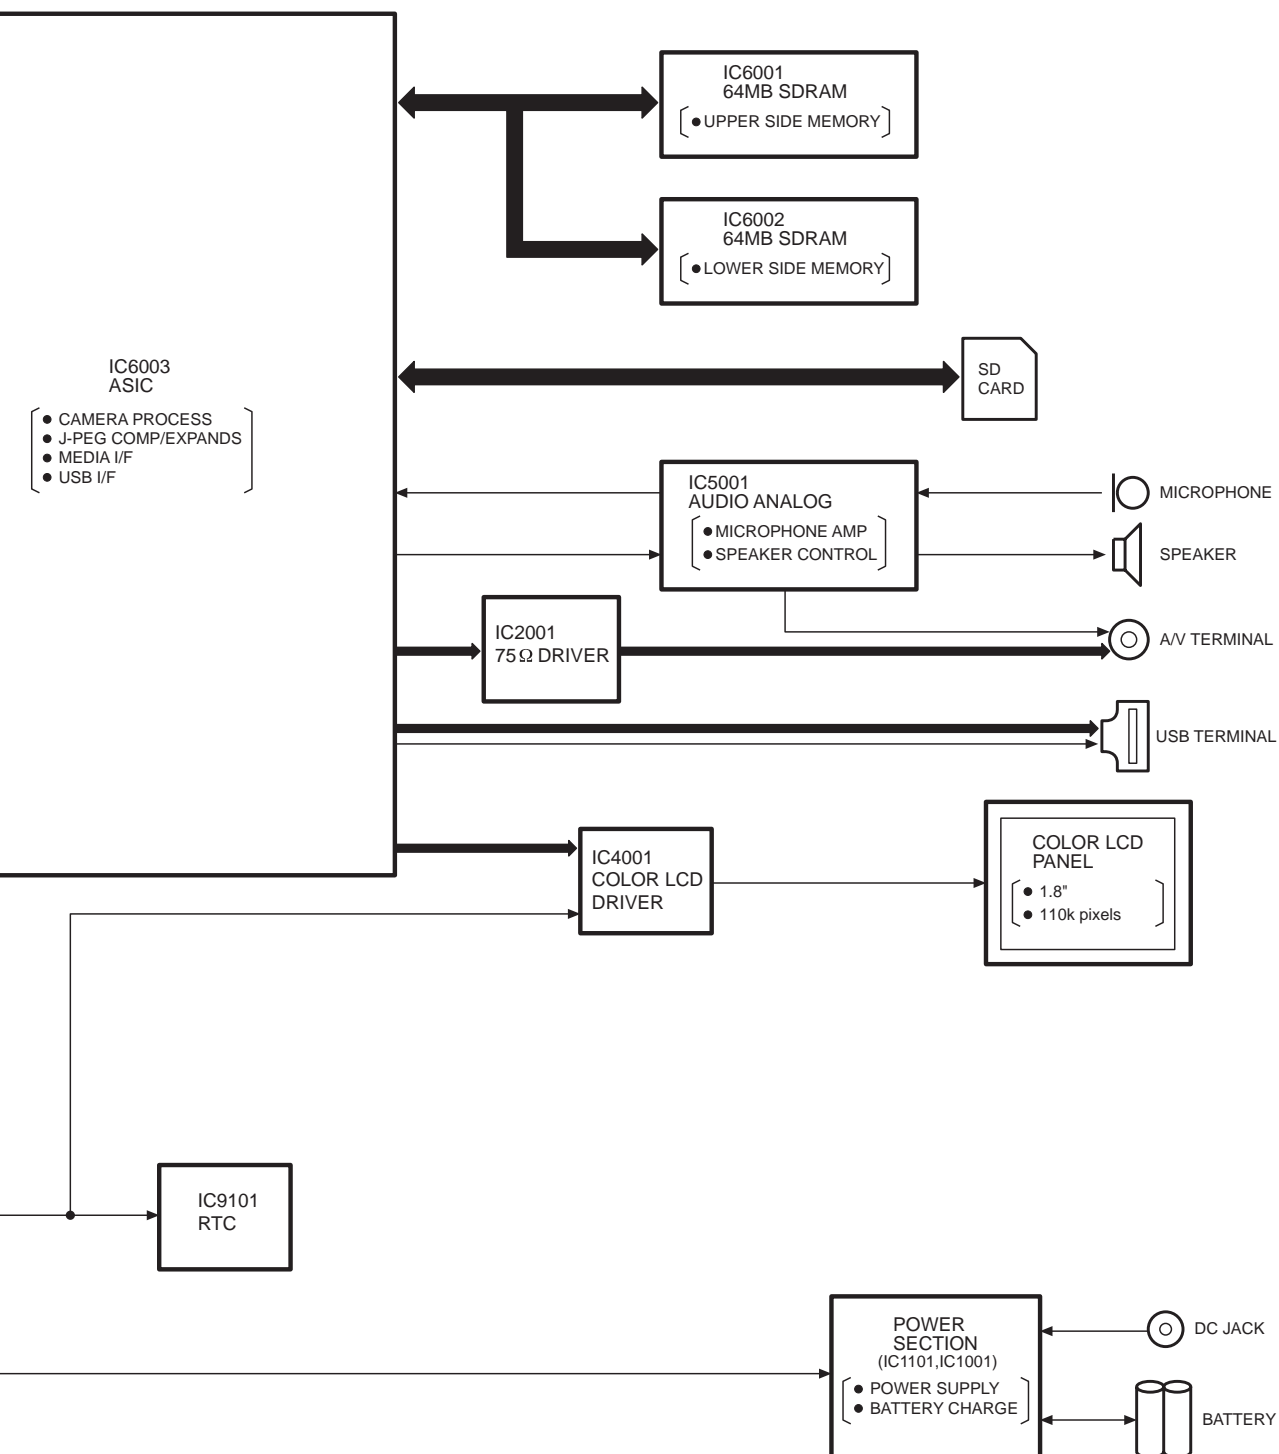 IC6001
64MB SDRAM
● UPPER SIDE MEMORY
IC6002
64MB SDRAM
● LOWER SIDE MEMORY
IC6003
ASIC
● CAMERA PROCESS
● J-PEG COMP/EXPANDS
● MEDIA I/F
● USB I/F
SD
CARD
IC5001
AUDIO ANALOG
● MICROPHONE AMP
● SPEAKER CONTROL
MICROPHONE
SPEAKER
IC2001
75Ω DRIVER
A/V TERMINAL
USB TERMINAL
IC4001
COLOR LCD
DRIVER
COLOR LCD
PANEL
● 1.8"
● 110k pixels
IC9101
RTC
POWER
SECTION
(IC1101,IC1001)
● POWER SUPPLY
● BATTERY CHARGE
DC JACK
BATTERY